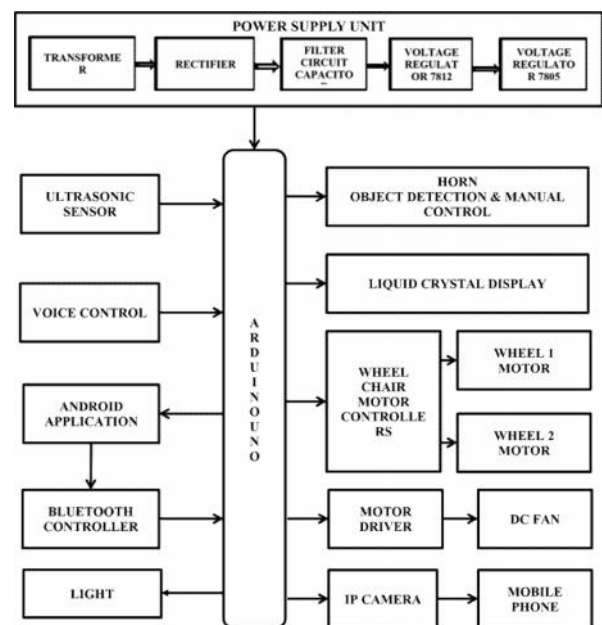 POWER SUPPLY UNIT
TRANSFORME
R
RECTIFIER
FILTER
CIRCUIT
CAPACITO
VOLTAGE
REGULAT
OR 7812
VOLTAGE
REGULATO
R 7805
ULTRASONIC
SENSOR
VOICE CONTROL
ANDROID
APPLICATION
BLUETOOTH
CONTROLLER
LIGHT
A
R
D
U
I
N
O
U
N
O
HORN
OBJECT DETECTION & MANUAL
CONTROL
LIQUID CRYSTAL DISPLAY
WHEEL
CHAIR
MOTOR
CONTROLLE
RS
WHEEL 1
MOTOR
WHEEL 2
MOTOR
MOTOR
DRIVER
DC FAN
IP CAMERA
MOBILE
PHONE